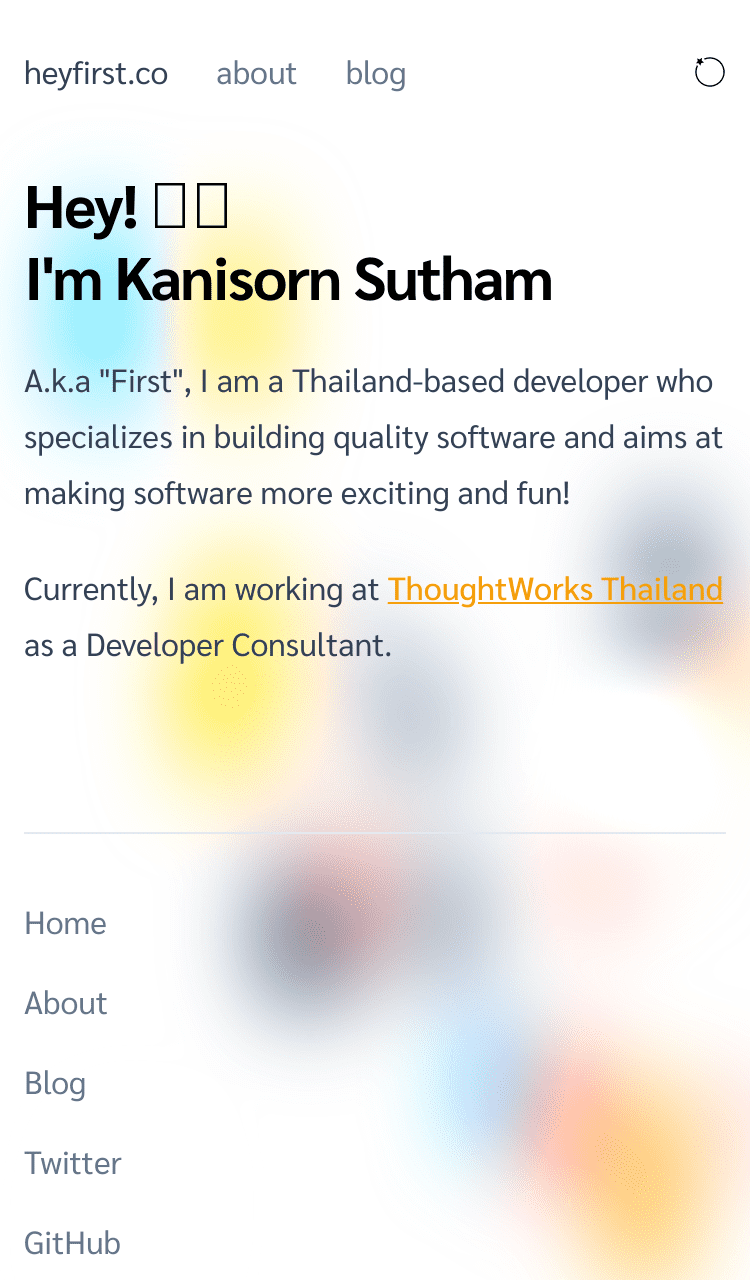 heyfirst.co about blog
Hey!
I'm Kanisorn Sutham
A.k.a "First", I am a Thailand-based developer who
specializes in building quality software and aims at
making software more exciting and fun!
Currently, I am working at ThoughtWorks Thailand
as a Developer Consultant.
Home
About
Blog
Twitter
GitHub